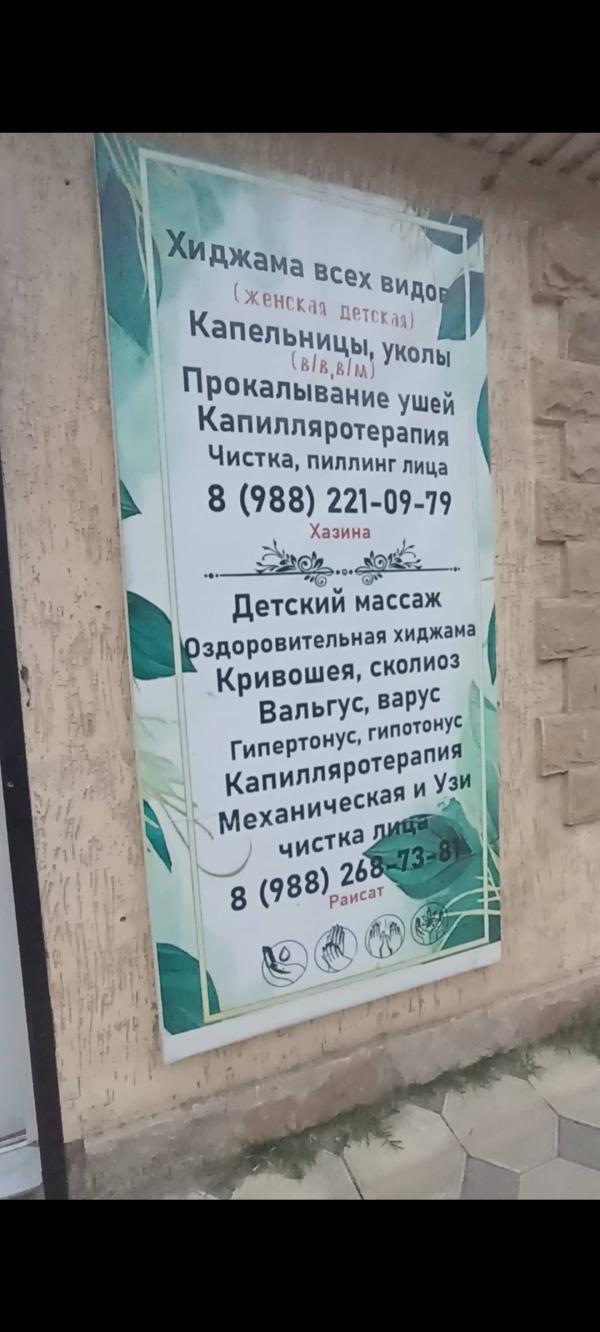 Хиджама всех видов
(женская детская)
Капельницы, уколы
(в/в, в/м)
Прокалывание ушей
Капилляротерапия
Чистка, пиллинг лица
8 (988) 221-09-79
Хазина
Детский массаж
Оздоровительная хиджама
Кривошея, сколиоз
Вальгус, варус
Гипертонус, гипотонус
Капилляротерапия
Механическая и Узи
чистка лица
8 (988) 268-73-81
Раисат